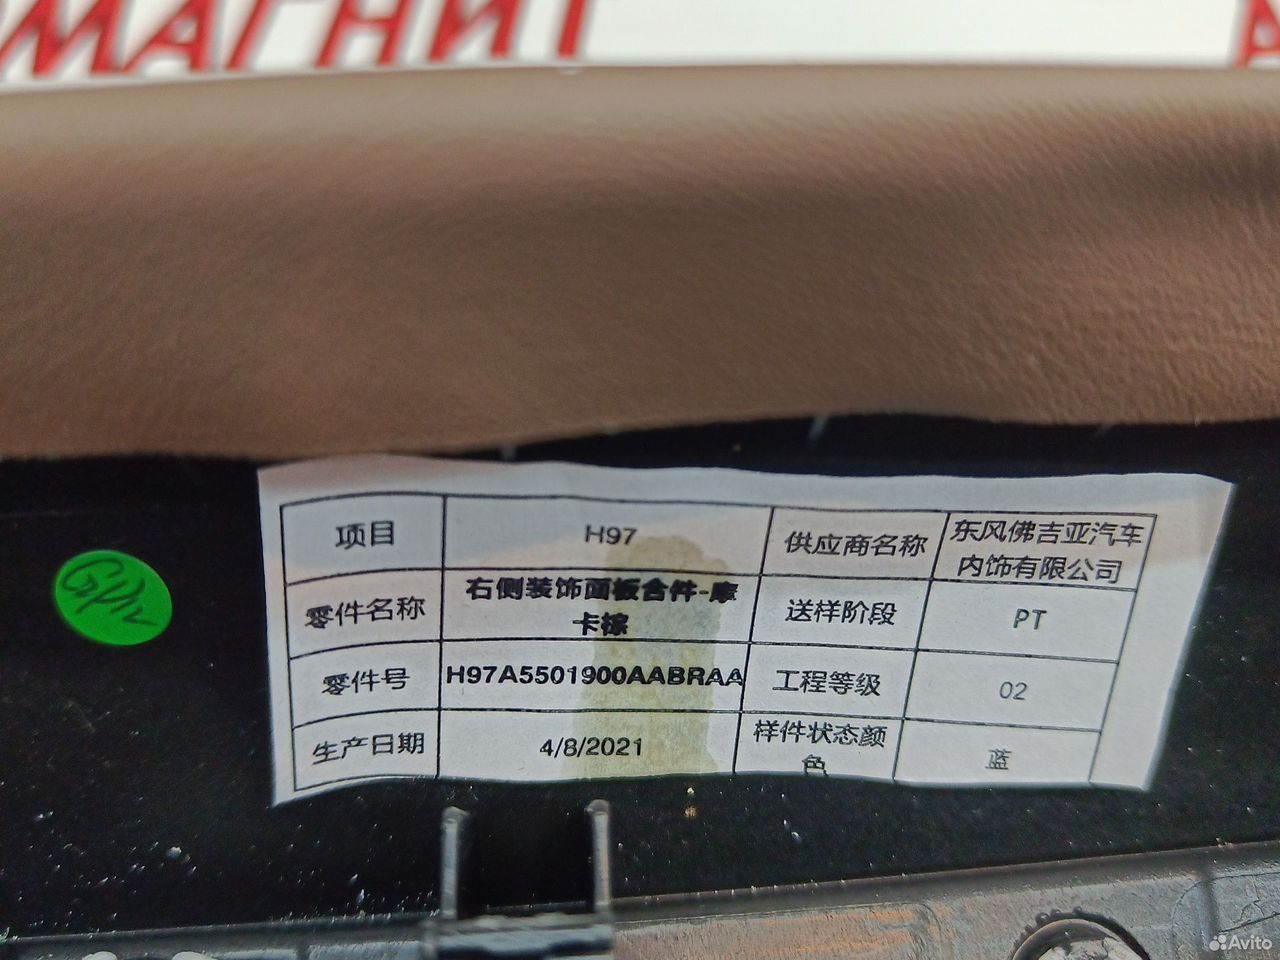 МАГНИТ
项目 H97 供应商名称 东风佛吉亚汽车
内饰有限公司
零件名称 右侧装饰面板合件-摩
卡棕 送样阶段 PT
零件号 H97A5501900AABRAA 工程等级 02
生产日期 4/8/2021 样件状态颜
色 蓝
Avito